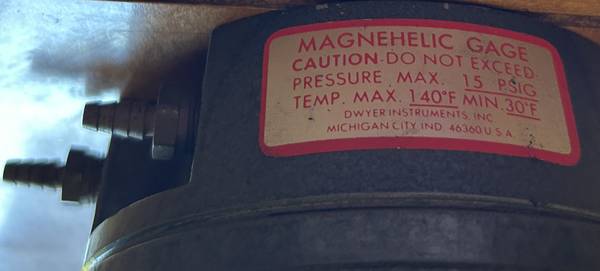 MAGNEHELIC GAGE
CAUTION-DO NOT EXCEED-
PRESSURE, MAX. 15 PSIG
TEMP. MAX. 140°F MIN. 30°F
DWYER INSTRUMENTS, INC.
MICHIGAN CITY, IND. 46360 U.S.A.